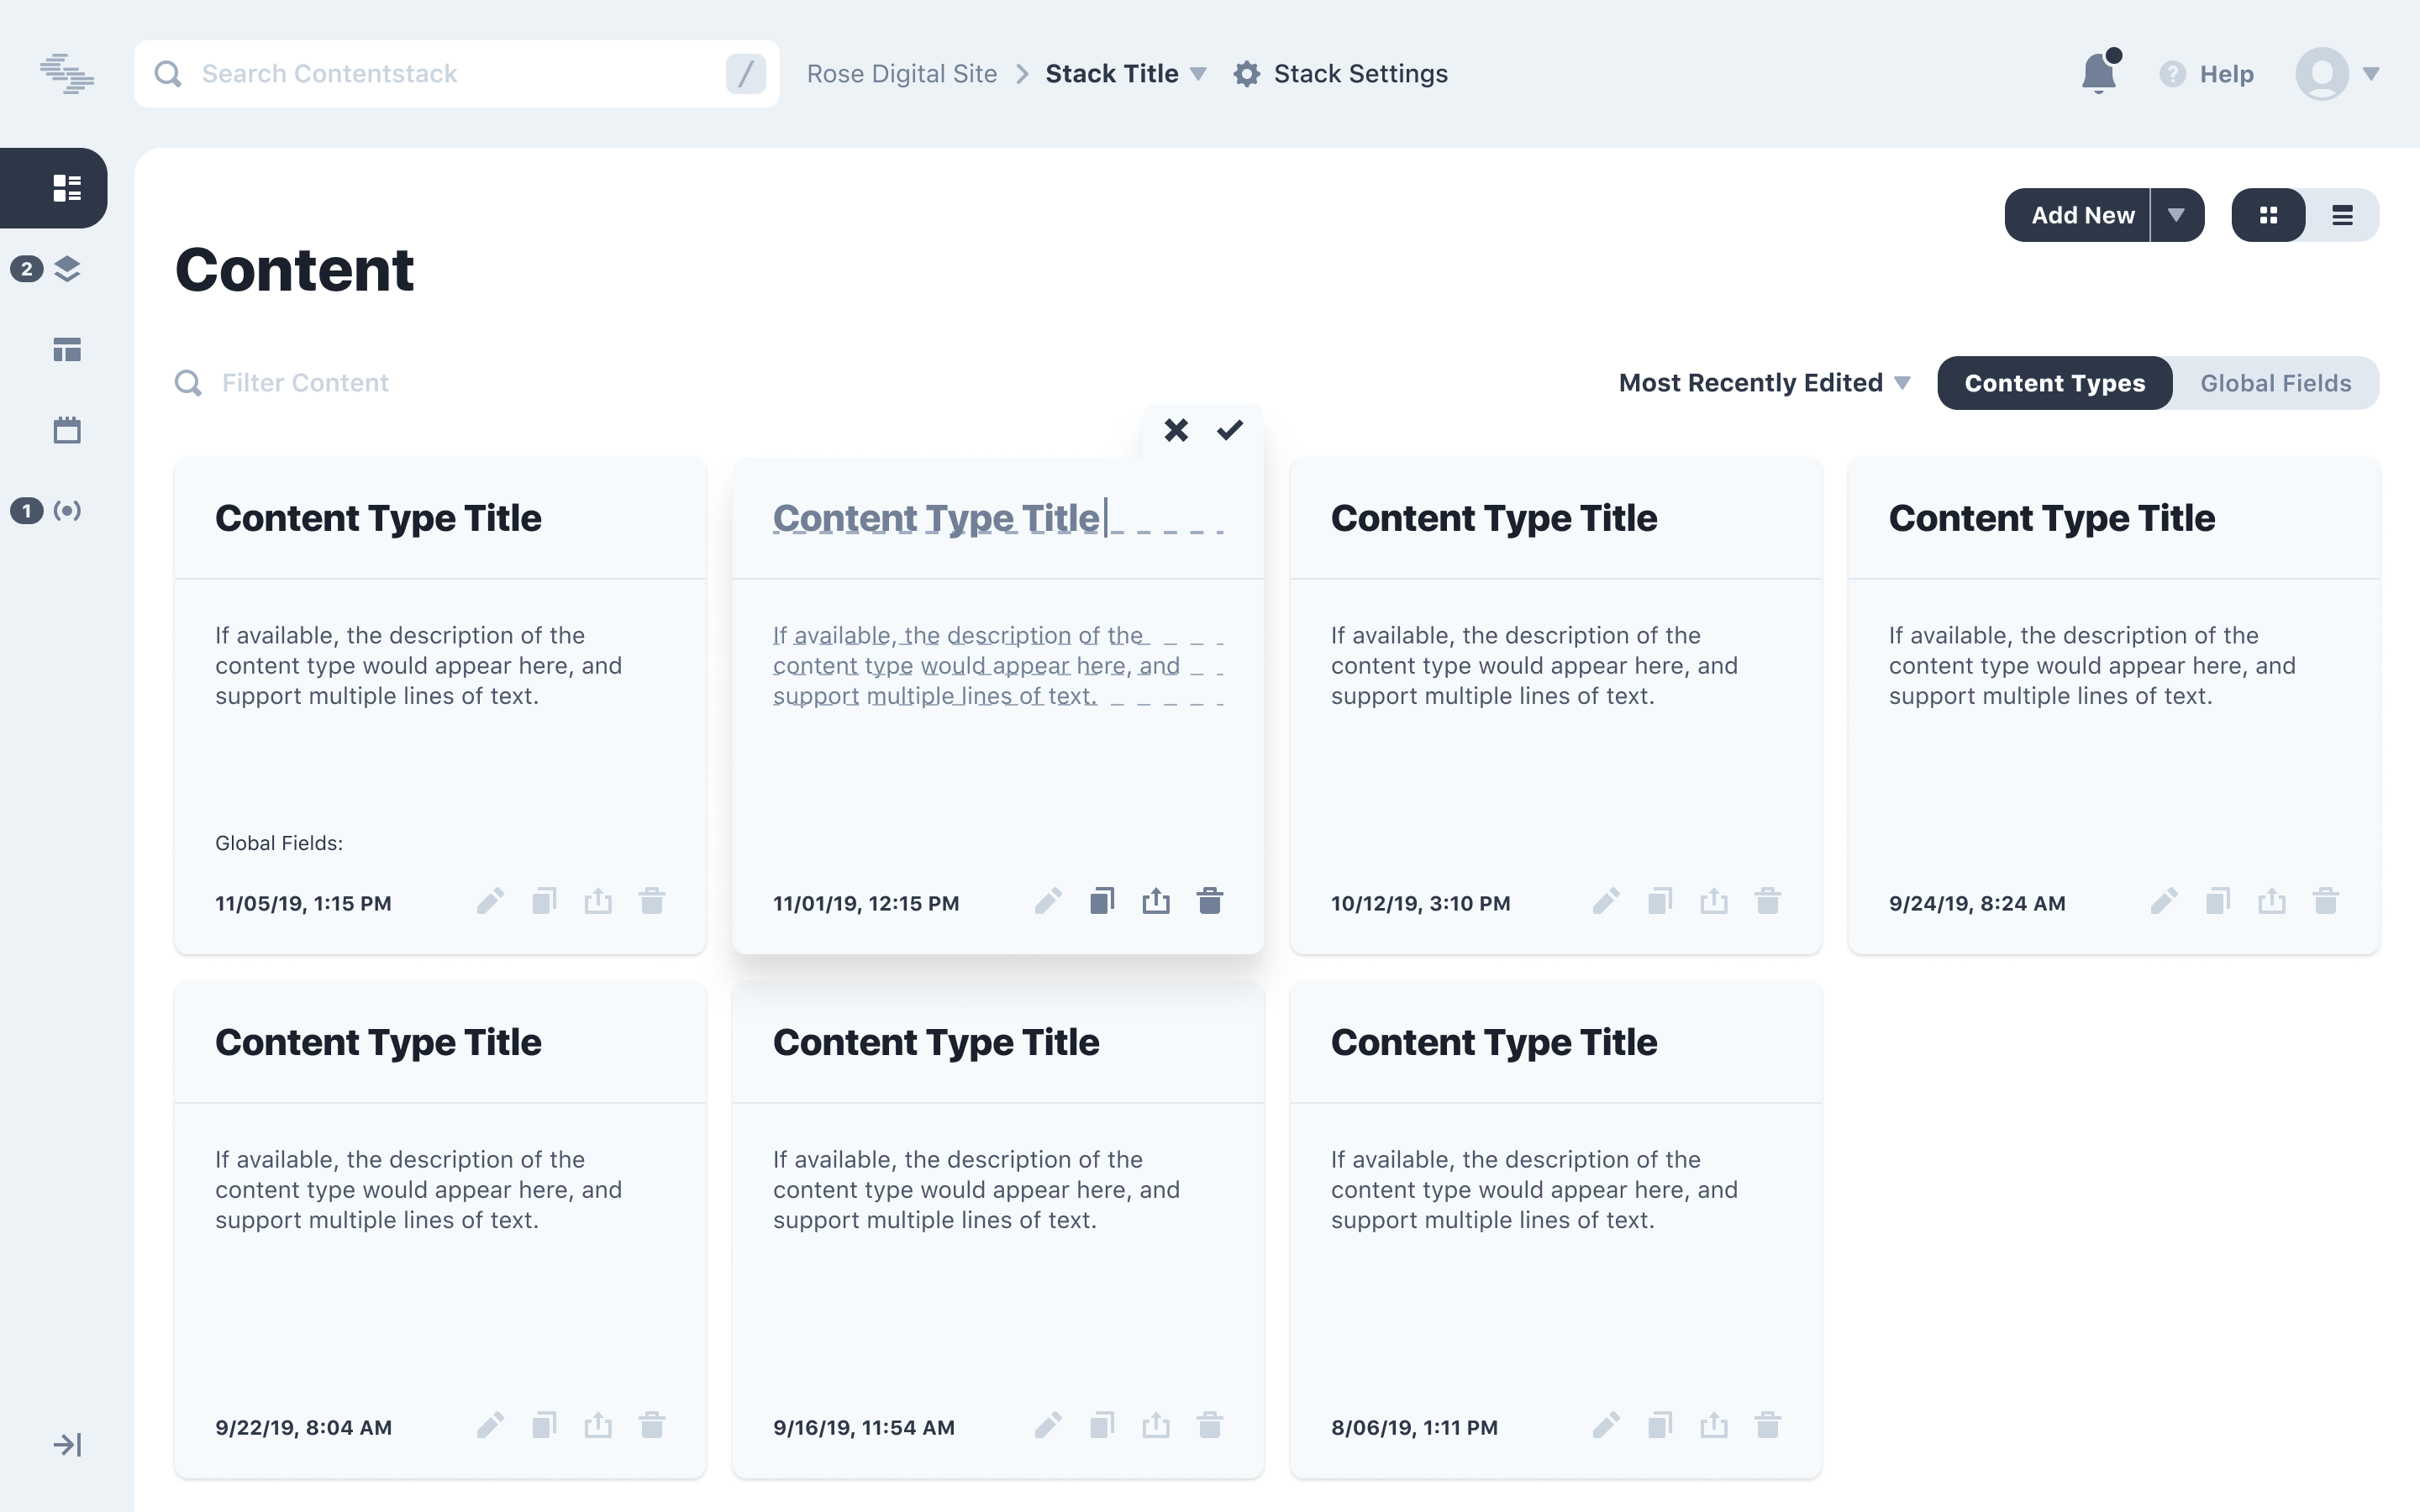 Search Contentstack /
Rose Digital Site > Stack Title Stack Settings
? Help
Add New
2
Content
Filter Content
Most Recently Edited
Content Types Global Fields
1
Content Type Title
If available, the description of the
content type would appear here, and
support multiple lines of text.
Global Fields:
11/05/19, 1:15 PM
Content Type Title
If available, the description of the
content type would appear here, and
support multiple lines of text.
11/01/19, 12:15 PM
Content Type Title
If available, the description of the
content type would appear here, and
support multiple lines of text.
10/12/19, 3:10 PM
Content Type Title
If available, the description of the
content type would appear here, and
support multiple lines of text.
9/24/19, 8:24 AM
Content Type Title
If available, the description of the
content type would appear here, and
support multiple lines of text.
9/22/19, 8:04 AM
Content Type Title
If available, the description of the
content type would appear here, and
support multiple lines of text.
9/16/19, 11:54 AM
Content Type Title
If available, the description of the
content type would appear here, and
support multiple lines of text.
8/06/19, 1:11 PM